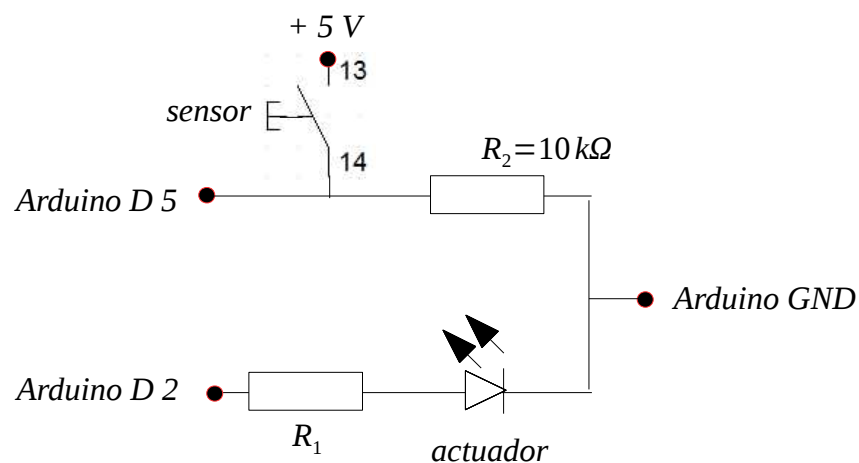 + 5 V
13
sensor
14
R₂=10 kΩ
Arduino D 5
Arduino GND
Arduino D 2
R₁
actuador